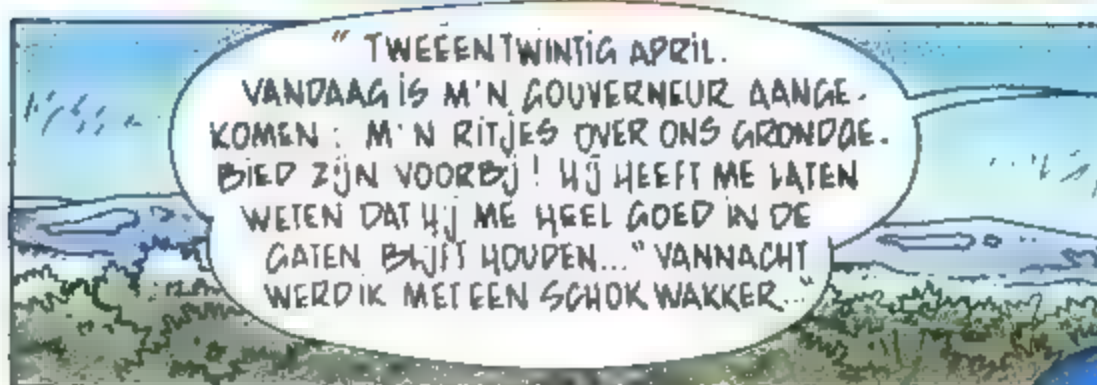 " TWEEENTWINTIG APRIL.
VANDAAG IS M'N GOUVERNEUR AANGE-
KOMEN: M'N RITJES OVER ONS GRONDGE-
BIED ZIJN VOORBIJ! HIJ HEEFT ME LATEN
WETEN DAT HIJ ME HEEL GOED IN DE
GATEN BLIJFT HOUDEN..." VANNACHT
WERD IK MET EEN SCHOK WAKKER..."